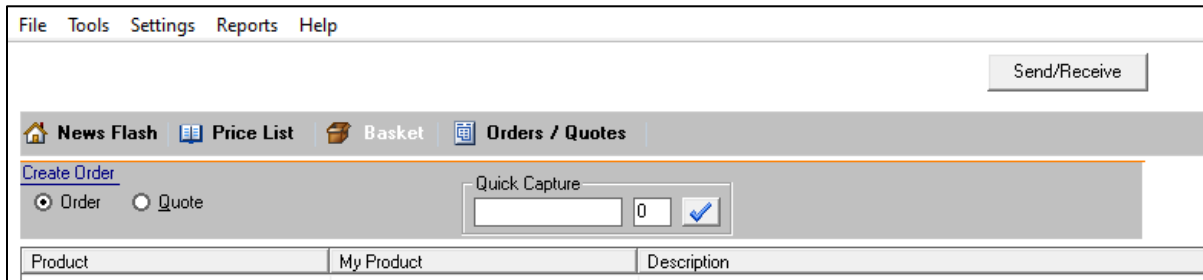 File Tools Settings Reports Help
Send/Receive
News Flash Price List Basket Orders / Quotes
Create Order
Order Quote
Quick Capture
0
Product My Product Description